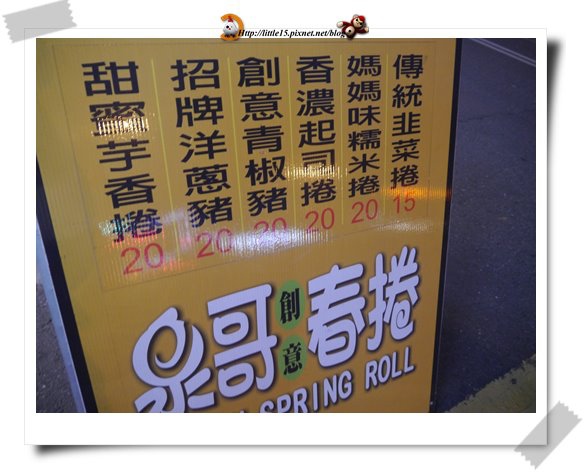 Http://little15.pixnet.net/blog
傳統韭菜捲 15
媽媽味糯米捲 20
香濃起司捲 20
創意青椒豬 20
招牌洋蔥豬 20
甜蜜芋香捲 20
哥創意春捲
SPRING ROLL